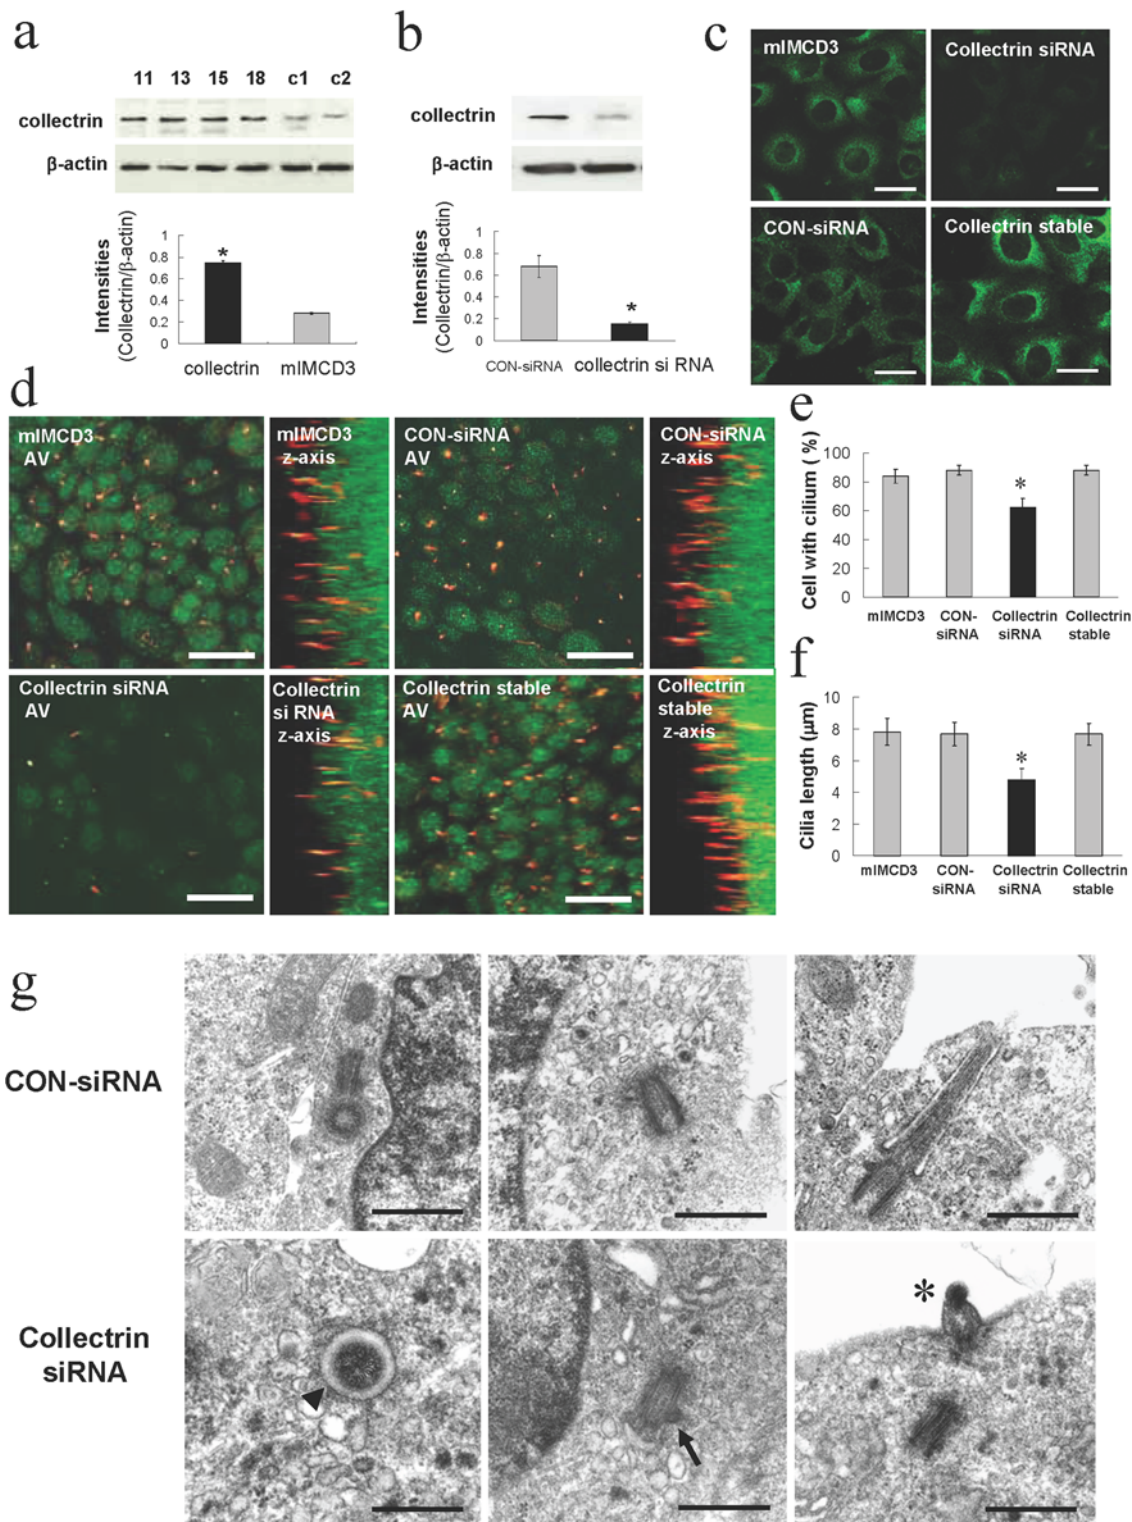 a
11 13 15 18 c1 c2
collectrin
β-actin
Intensities
(Collectrin/β-actin)
1
0.8
0.6
0.4
0.2
0
*
collectrin mIMCD3
b
collectrin
β-actin
Intensities
(Collectrin/β-actin)
1
0.8
0.6
0.4
0.2
0
*
CON-siRNA collectrin si RNA
c
mIMCD3
Collectrin siRNA
CON-siRNA
Collectrin stable
d
mIMCD3
AV
mIMCD3
z-axis
CON-siRNA
AV
CON-siRNA
z-axis
Collectrin siRNA
AV
Collectrin
si RNA
z-axis
Collectrin stable
AV
Collectrin
stable
z-axis
e
Cell with cilium ( %)
100
80
60
40
20
0
*
mIMCD3 CON-siRNA Collectrin siRNA Collectrin stable
f
Cilia length (μm)
10
8
6
4
2
0
*
mIMCD3 CON-siRNA Collectrin siRNA Collectrin stable
g
CON-siRNA
Collectrin
siRNA
*